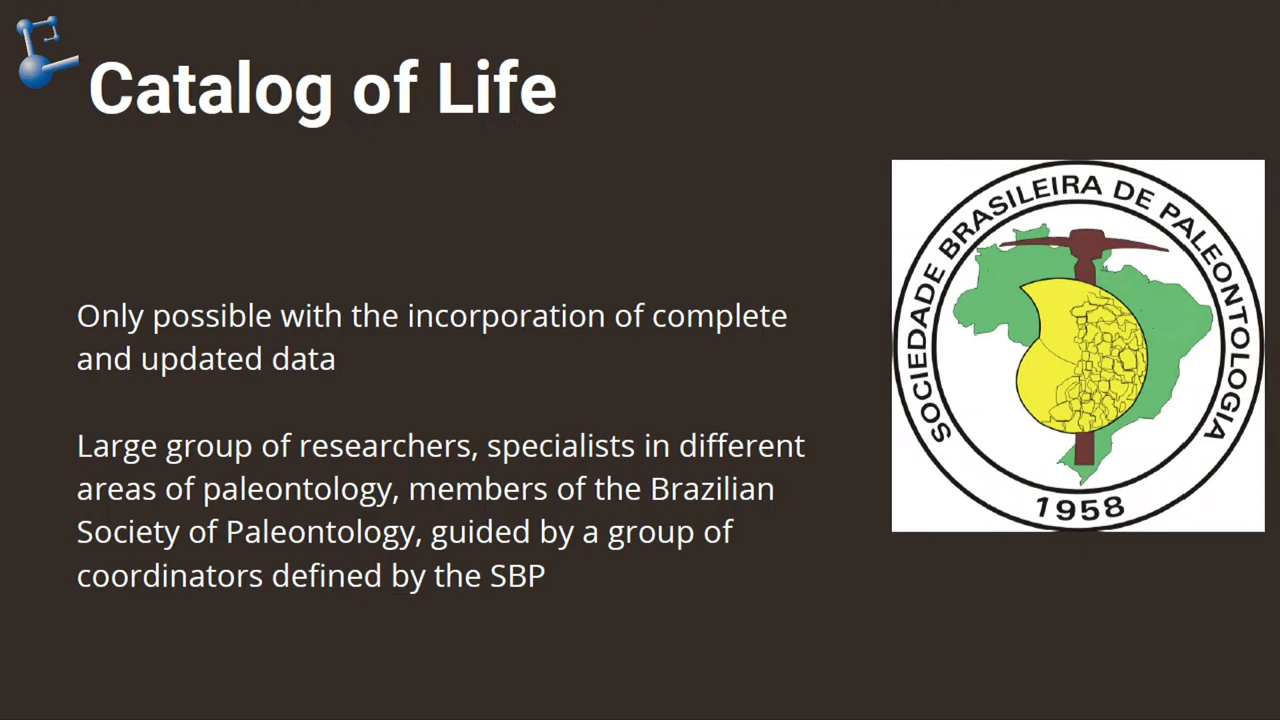 Catalog of Life
Only possible with the incorporation of complete
and updated data
Large group of researchers, specialists in different
areas of paleontology, members of the Brazilian
Society of Paleontology, guided by a group of
coordinators defined by the SBP
SOCIEDADE BRASILEIRA DE PALEONTOLOGIA
1958